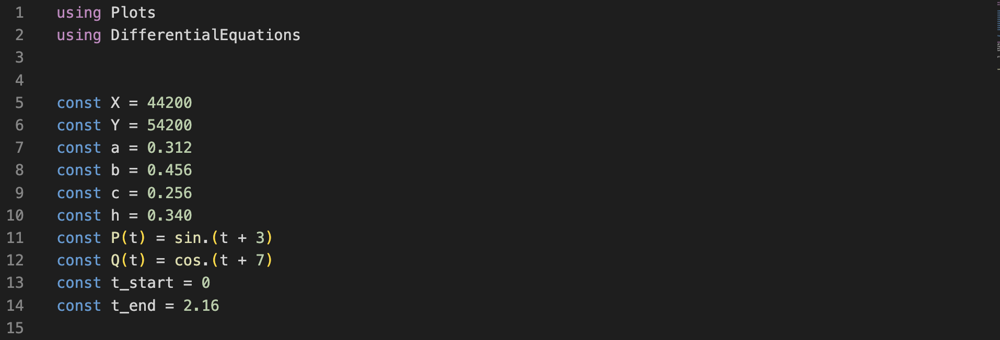 1 using Plots
2 using DifferentialEquations
3
4
5 const X = 44200
6 const Y = 54200
7 const a = 0.312
8 const b = 0.456
9 const c = 0.256
10 const h = 0.340
11 const P(t) = sin.(t + 3)
12 const Q(t) = cos.(t + 7)
13 const t_start = 0
14 const t_end = 2.16
15